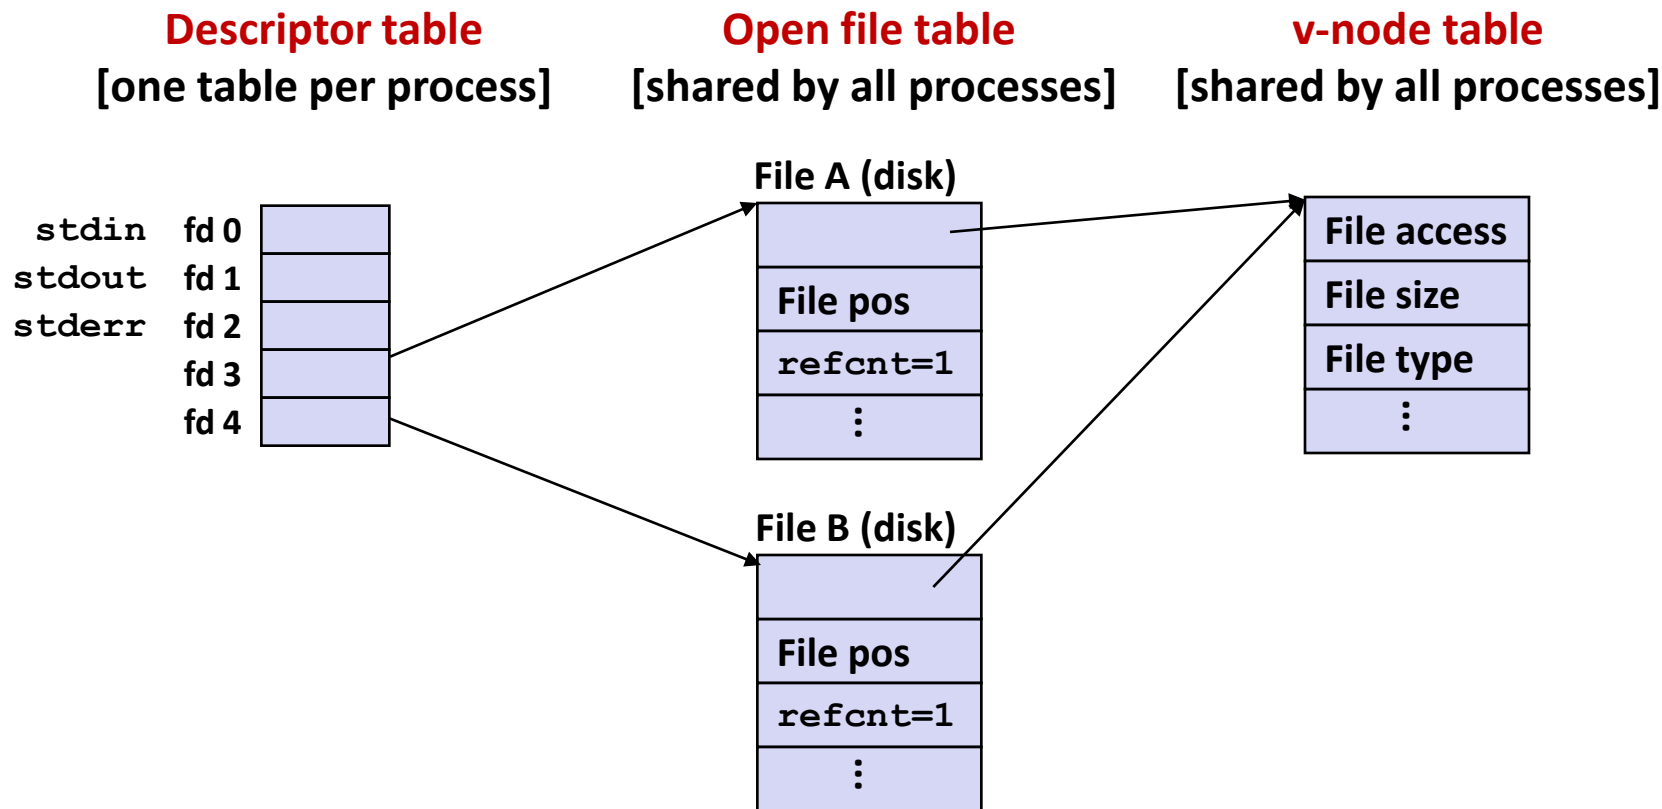 Descriptor table
[one table per process]
Open file table
[shared by all processes]
v-node table
[shared by all processes]
stdin fd 0
stdout fd 1
stderr fd 2
fd 3
fd 4
File A (disk)
File pos
refcnt=1
⋮
File B (disk)
File pos
refcnt=1
⋮
File access
File size
File type
⋮